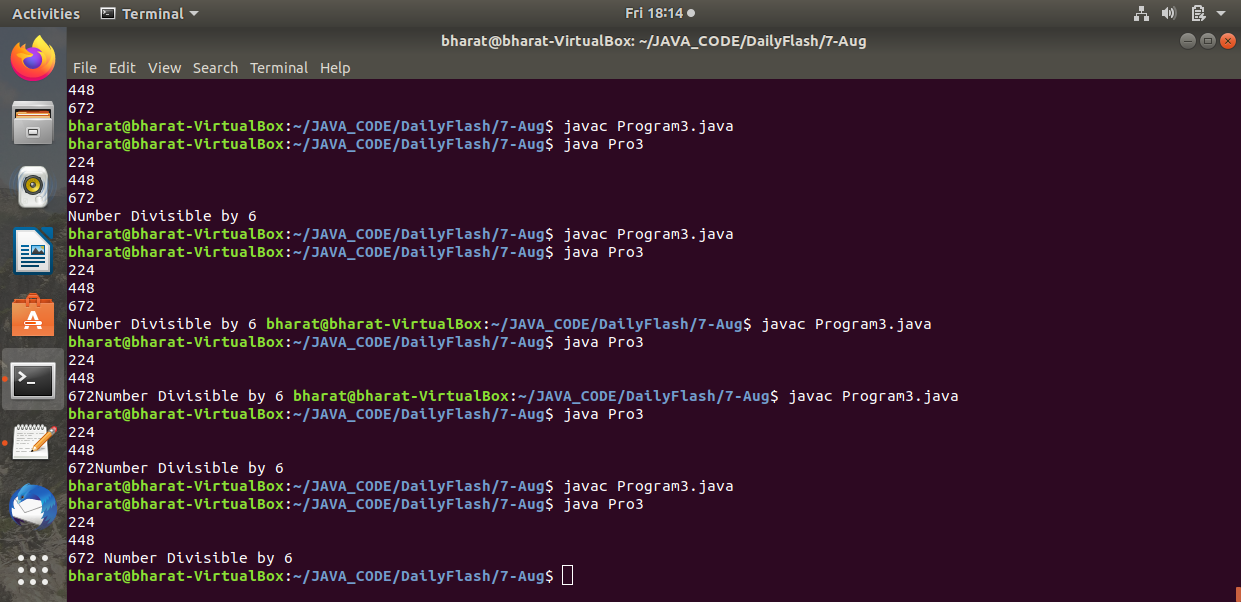 Activities Terminal Fri 18:14
bharat@bharat-VirtualBox: ~/JAVA_CODE/DailyFlash/7-Aug
File Edit View Search Terminal Help
448
672
bharat@bharat-VirtualBox:~/JAVA_CODE/DailyFlash/7-Aug$ javac Program3.java
bharat@bharat-VirtualBox:~/JAVA_CODE/DailyFlash/7-Aug$ java Pro3
224
448
672
Number Divisible by 6
bharat@bharat-VirtualBox:~/JAVA_CODE/DailyFlash/7-Aug$ javac Program3.java
bharat@bharat-VirtualBox:~/JAVA_CODE/DailyFlash/7-Aug$ java Pro3
224
448
672
Number Divisible by 6 bharat@bharat-VirtualBox:~/JAVA_CODE/DailyFlash/7-Aug$ javac Program3.java
bharat@bharat-VirtualBox:~/JAVA_CODE/DailyFlash/7-Aug$ java Pro3
224
448
672Number Divisible by 6 bharat@bharat-VirtualBox:~/JAVA_CODE/DailyFlash/7-Aug$ javac Program3.java
bharat@bharat-VirtualBox:~/JAVA_CODE/DailyFlash/7-Aug$ java Pro3
224
448
672Number Divisible by 6
bharat@bharat-VirtualBox:~/JAVA_CODE/DailyFlash/7-Aug$ javac Program3.java
bharat@bharat-VirtualBox:~/JAVA_CODE/DailyFlash/7-Aug$ java Pro3
224
448
672 Number Divisible by 6
bharat@bharat-VirtualBox:~/JAVA_CODE/DailyFlash/7-Aug$